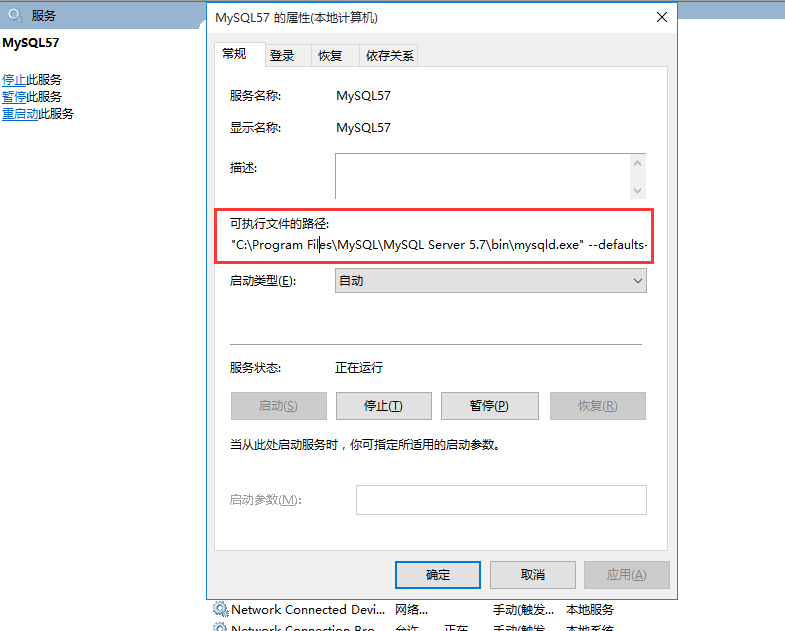 服务
MySQL57
停止此服务
暂停此服务
重启动此服务
MySQL57 的属性(本地计算机)
常规 登录 恢复 依存关系
服务名称: MySQL57
显示名称: MySQL57
描述:
可执行文件的路径:
"C:\Program Files\MySQL\MySQL Server 5.7\bin\mysqld.exe" --defaults-
启动类型(E): 自动
服务状态: 正在运行
启动(S) 停止(T) 暂停(P) 恢复(R)
当从此处启动服务时，你可指定所适用的启动参数。
启动参数(M):
确定 取消 应用(A)
Network Connected Devi... 网络... 手动(触发... 本地服务
Network Connection Bro... 允许... 正在... 手动(触发... 本地系统